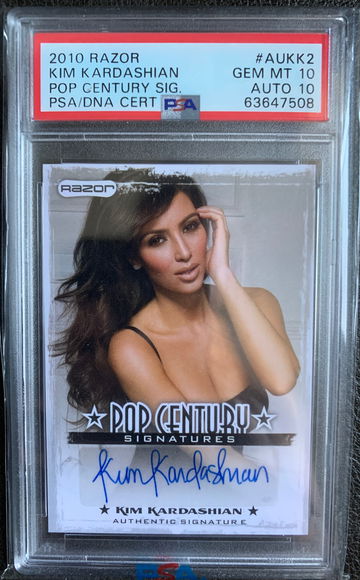 2010 RAZOR #AUKK2
KIM KARDASHIAN GEM MT 10
POP CENTURY SIG. AUTO 10
PSA/DNA CERT PSA 63647508
RAZOR
POP CENTURY
SIGNATURES
Kim Kardashian
★ KIM KARDASHIAN ★
AUTHENTIC SIGNATURE
PSA